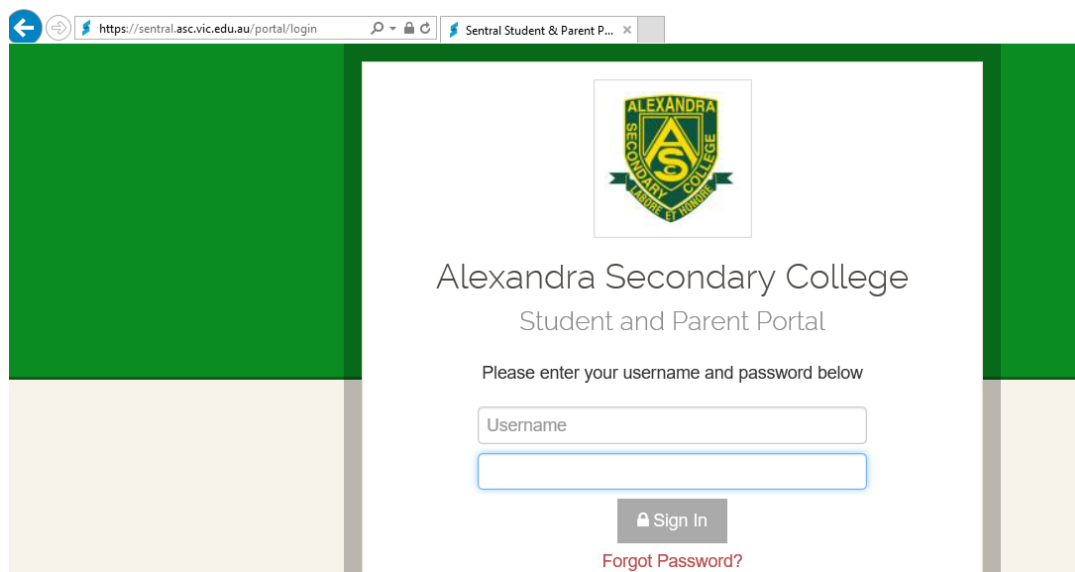 https://sentral.asc.vic.edu.au/portal/login
Sentral Student & Parent P...
ALEXANDRA
SECONDARY COLLEGE
ASC
LABORE ET HONORE
Alexandra Secondary College
Student and Parent Portal
Please enter your username and password below
Username
Sign In
Forgot Password?